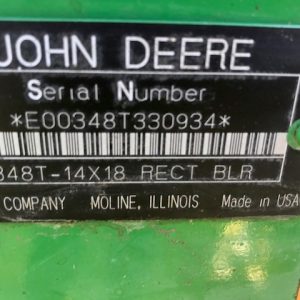 JOHN DEERE
Serial Number
*E00348T330934*
348T-14X18 RECT BLR
COMPANY MOLINE, ILLINOIS Made in USA